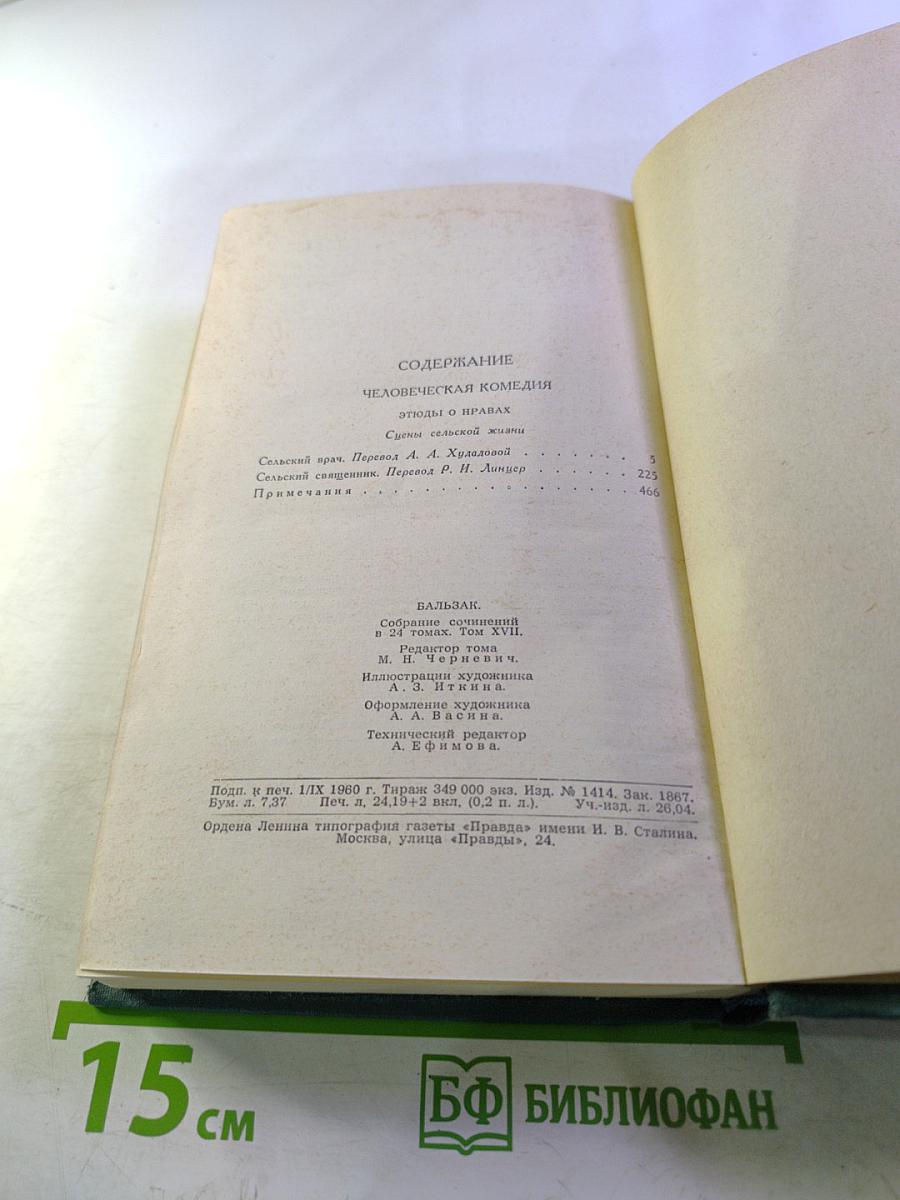 СОДЕРЖАНИЕ
ЧЕЛОВЕЧЕСКАЯ КОМЕДИЯ
ЭТЮДЫ О НРАВАХ
Сцены сельской жизни
Сельский врач. Перевод А. А. Худадовой . . . . . . . 5
Сельский священник. Перевод Р. И. Линцер . . . . . . 225
Примечания . . . . . . . . . . . . . . . . 466
БАЛЬЗАК.
Собрание сочинений
в 24 томах. Том XVII.
Редактор тома
М. Н. Черневич.
Иллюстрации художника
А. З. Иткина.
Оформление художника
А. А. Васина.
Технический редактор
А. Ефимова.
Подп. к печ. 1/IX 1960 г. Тираж 349 000 экз. Изд. № 1414. Зак. 1867.
Бум. л. 7,37 Печ. л, 24,19+2 вкл, (0,2 п. л.). Уч.-изд. л. 26,04.
Ордена Ленина типография газеты «Правда» имени И. В. Сталина.
Москва, улица «Правды», 24.
15 см
БФ БИБЛИОФАН